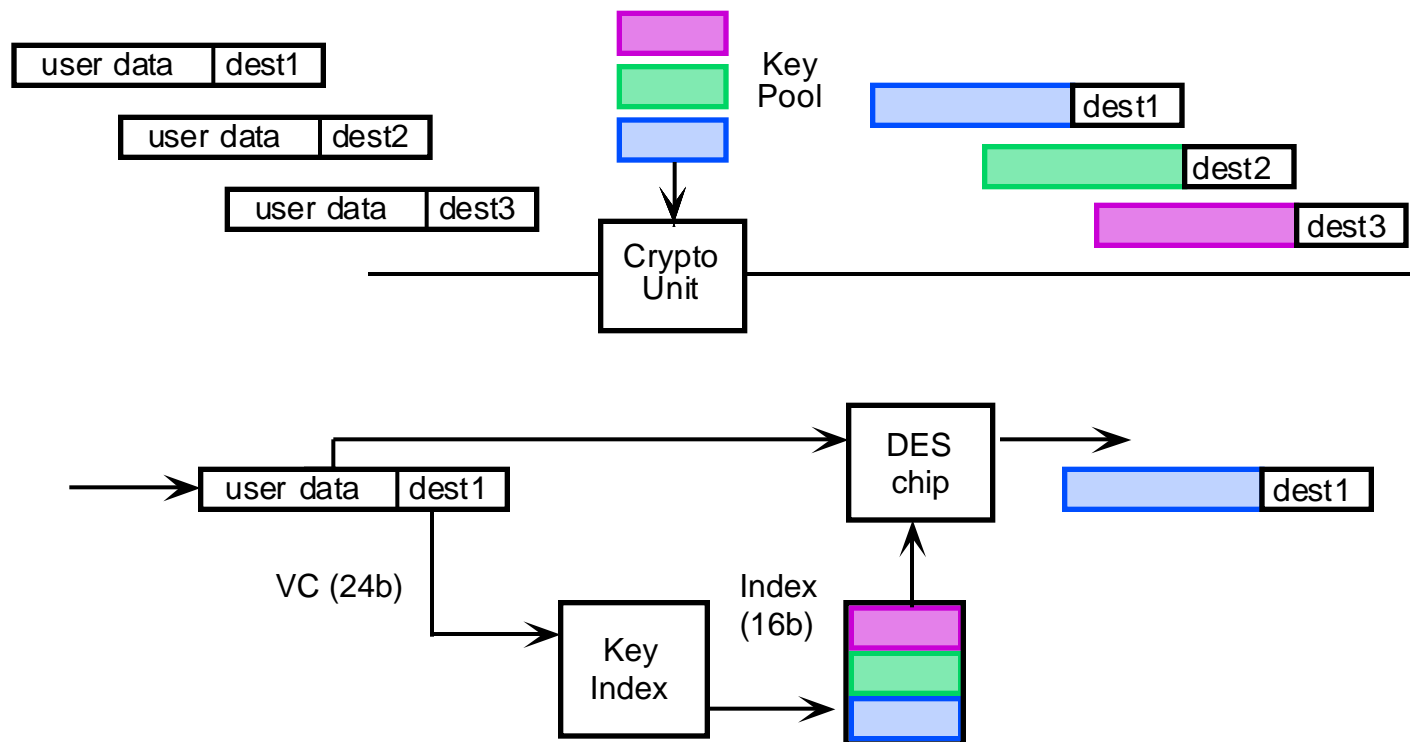 user data dest1
user data dest2
user data dest3
Key
Pool
dest1
dest2
dest3
Crypto
Unit
user data dest1
DES
chip
dest1
VC (24b)
Index
(16b)
Key
Index